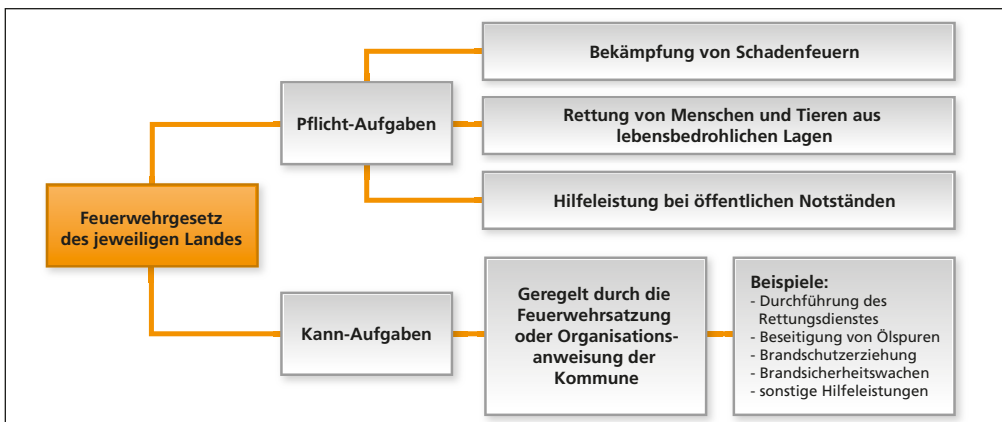 Feuerwehrgesetz
des jeweiligen Landes
Pflicht-Aufgaben
Bekämpfung von Schadenfeuern
Rettung von Menschen und Tieren aus
lebensbedrohlichen Lagen
Hilfeleistung bei öffentlichen Notständen
Kann-Aufgaben
Geregelt durch die
Feuerwehrsatzung
oder Organisations-
anweisung der
Kommune
Beispiele:
- Durchführung des
Rettungsdienstes
- Beseitigung von Ölspuren
- Brandschutzerziehung
- Brandsicherheitswachen
- sonstige Hilfeleistungen